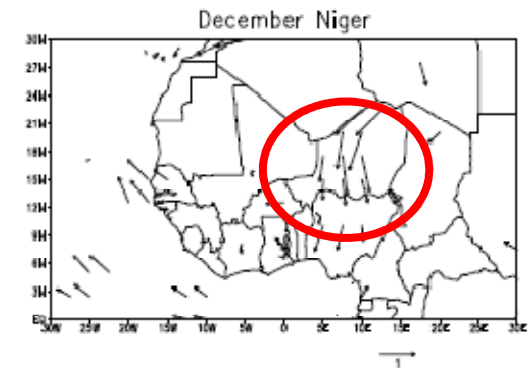 December Niger
30N
27N
24N
21N
18N
15N
12N
9N
6N
3N
EQ
30W 25W 20W 15W 10W 5W 0 5E 10E 15E 20E 25E 30E
1